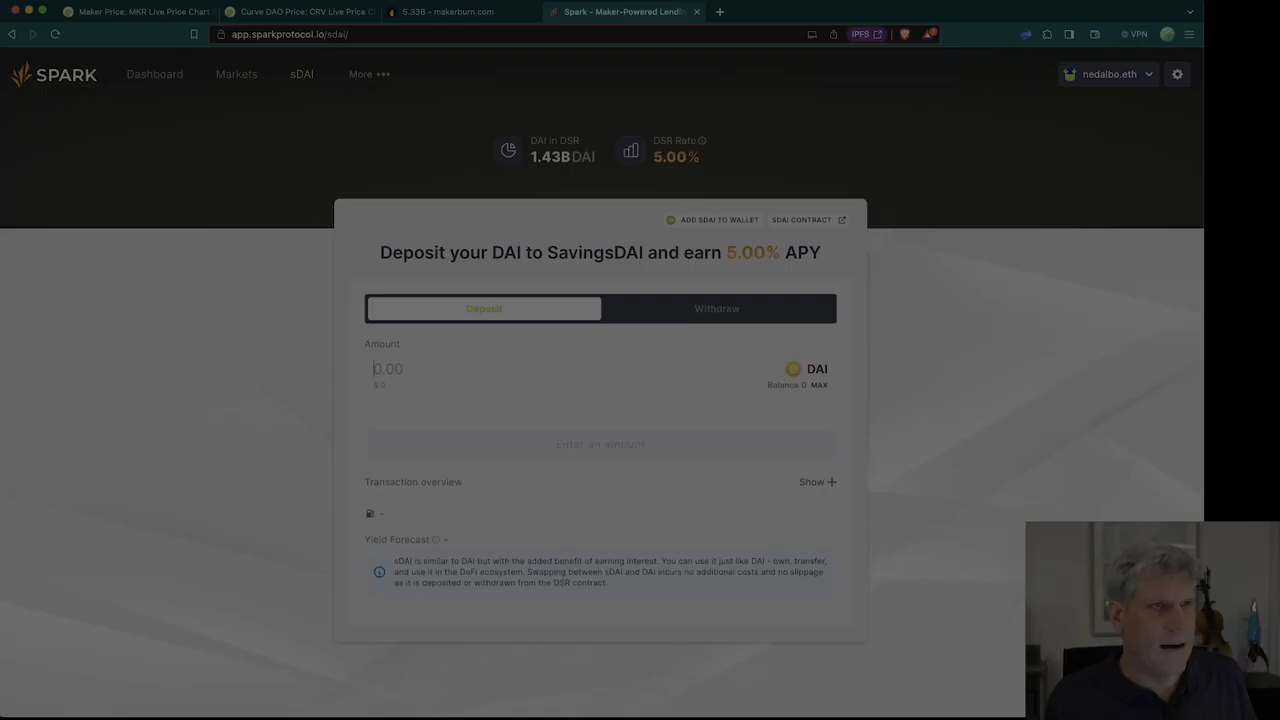 Maker Price: MKR Live Price Chart
Curve DAO Price: CRV Live Price C
5.33B - makerburn.com
Spark - Maker-Powered Lendin
app.sparkprotocol.io/sdai/
IPFS
VPN
SPARK
Dashboard
Markets
sDAI
More •••
nedalbo.eth
DAI in DSR
1.43B DAI
DSR Rate
5.00 %
ADD SDAI TO WALLET
SDAI CONTRACT
Deposit your DAI to SavingsDAI and earn 5.00% APY
Deposit
Withdraw
Amount
0.00
DAI
$ 0
Balance 0 MAX
Enter an amount
Transaction overview
Show +
-
Yield Forecast -
sDAI is similar to DAI but with the added benefit of earning interest. You can use it just like DAI - own, transfer,
and use it in the DeFi ecosystem. Swapping between sDAI and DAI incurs no additional costs and no slippage
as it is deposited or withdrawn from the DSR contract.